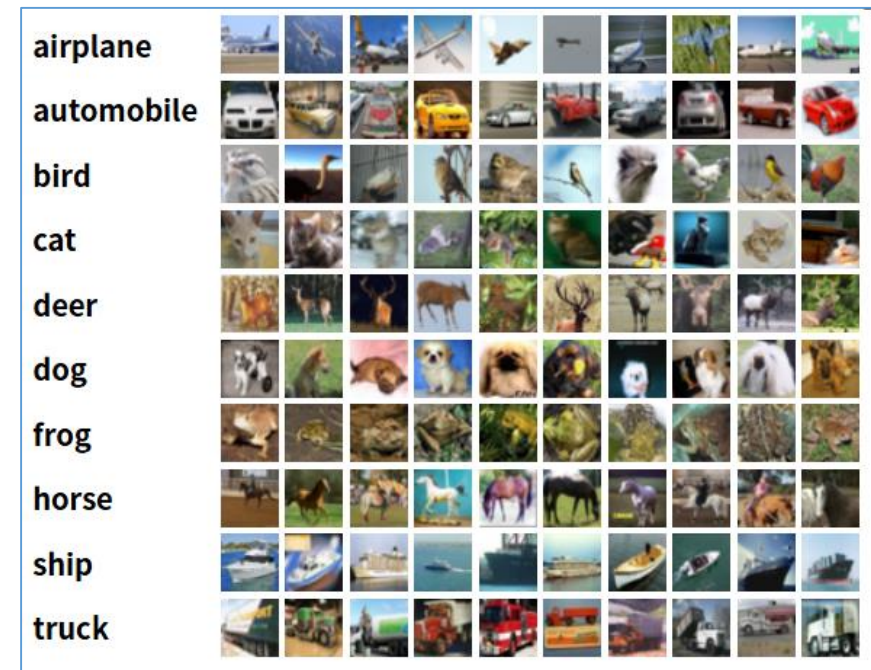 airplane
automobile
bird
cat
deer
dog
frog
horse
ship
truck